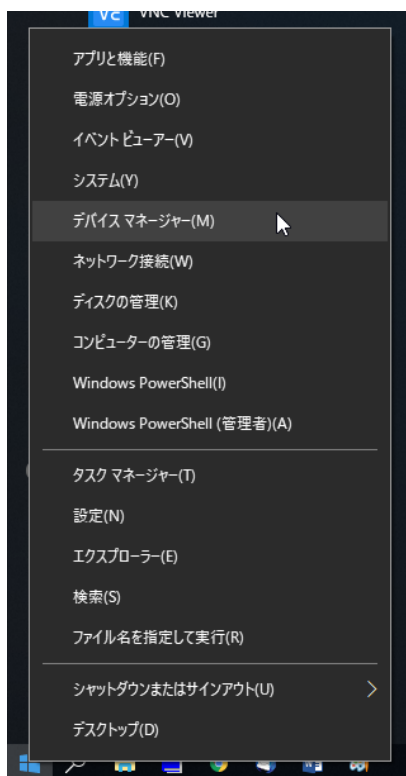 VNC Viewer
アプリと機能(F)
電源オプション(O)
イベント ビューアー(V)
システム(Y)
デバイス マネージャー(M)
ネットワーク接続(W)
ディスクの管理(K)
コンピューターの管理(G)
Windows PowerShell(I)
Windows PowerShell (管理者)(A)
タスク マネージャー(T)
設定(N)
エクスプローラー(E)
検索(S)
ファイル名を指定して実行(R)
シャットダウンまたはサインアウト(U)
デスクトップ(D)